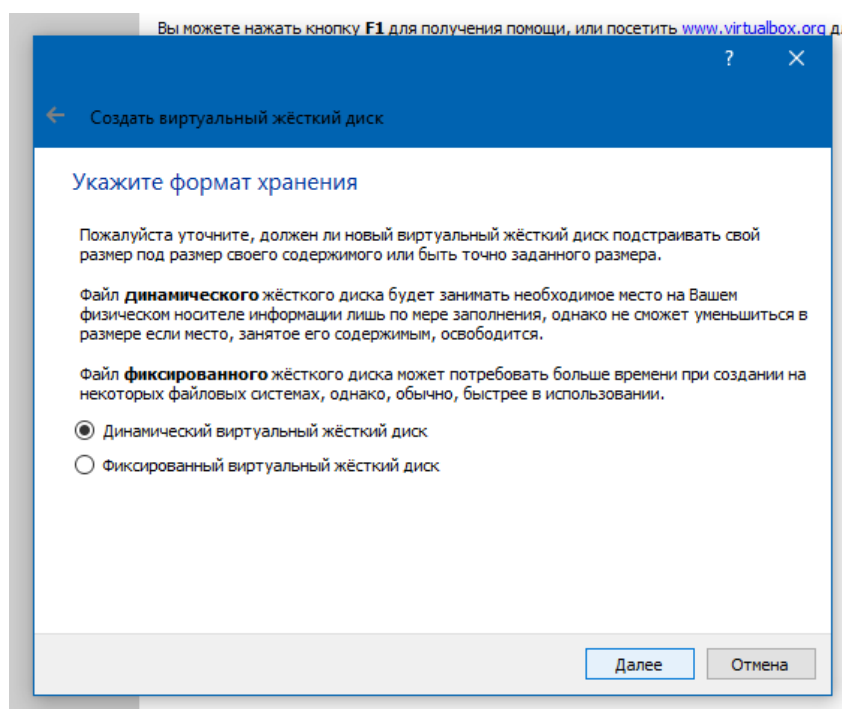 Вы можете нажать кнопку F1 для получения помощи, или посетить www.virtualbox.org
?
Создать виртуальный жёсткий диск
Укажите формат хранения
Пожалуйста уточните, должен ли новый виртуальный жёсткий диск подстраивать свой
размер под размер своего содержимого или быть точно заданного размера.
Файл динамического жёсткого диска будет занимать необходимое место на Вашем
физическом носителе информации лишь по мере заполнения, однако не сможет уменьшиться в
размере если место, занятое его содержимым, освободится.
Файл фиксированного жёсткого диска может потребовать больше времени при создании на
некоторых файловых системах, однако, обычно, быстрее в использовании.
Динамический виртуальный жёсткий диск
Фиксированный виртуальный жёсткий диск
Далее
Отмена